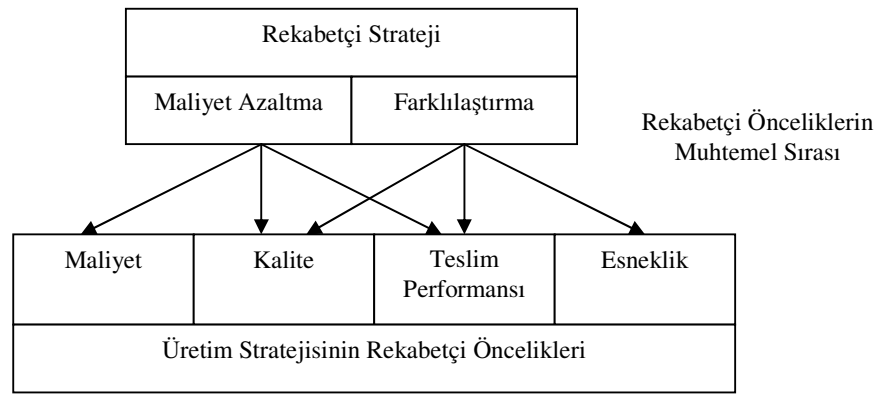 Rekabetçi Strateji
Maliyet Azaltma
Farklılaştırma
Rekabetçi Önceliklerin
Muhtemel Sırası
Maliyet
Kalite
Teslim
Performansı
Esneklik
Üretim Stratejisinin Rekabetçi Öncelikleri